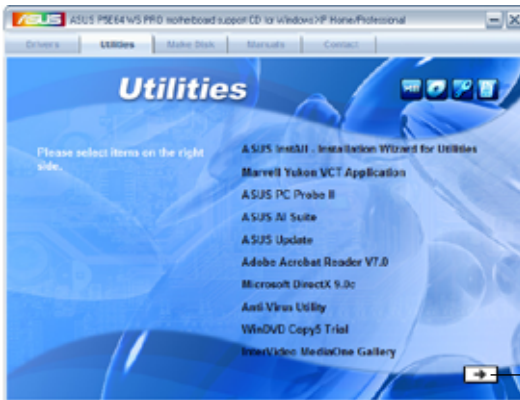 ASUS ASUS P5E64 WS PRO motherboard support CD for Windows XP Home/Professional
Drivers Utilities Make Disk Manuals Contact
Utilities
Please select items on the right
side.
ASUS InstAll - Installation Wizard for Utilities
Marvell Yukon VCT Application
ASUS PC Probe II
ASUS AI Suite
ASUS Update
Adobe Acrobat Reader V7.0
Microsoft DirectX 9.0c
Anti-Virus Utility
WinDVD Copy5 Trial
InterVideo MediaOne Gallery